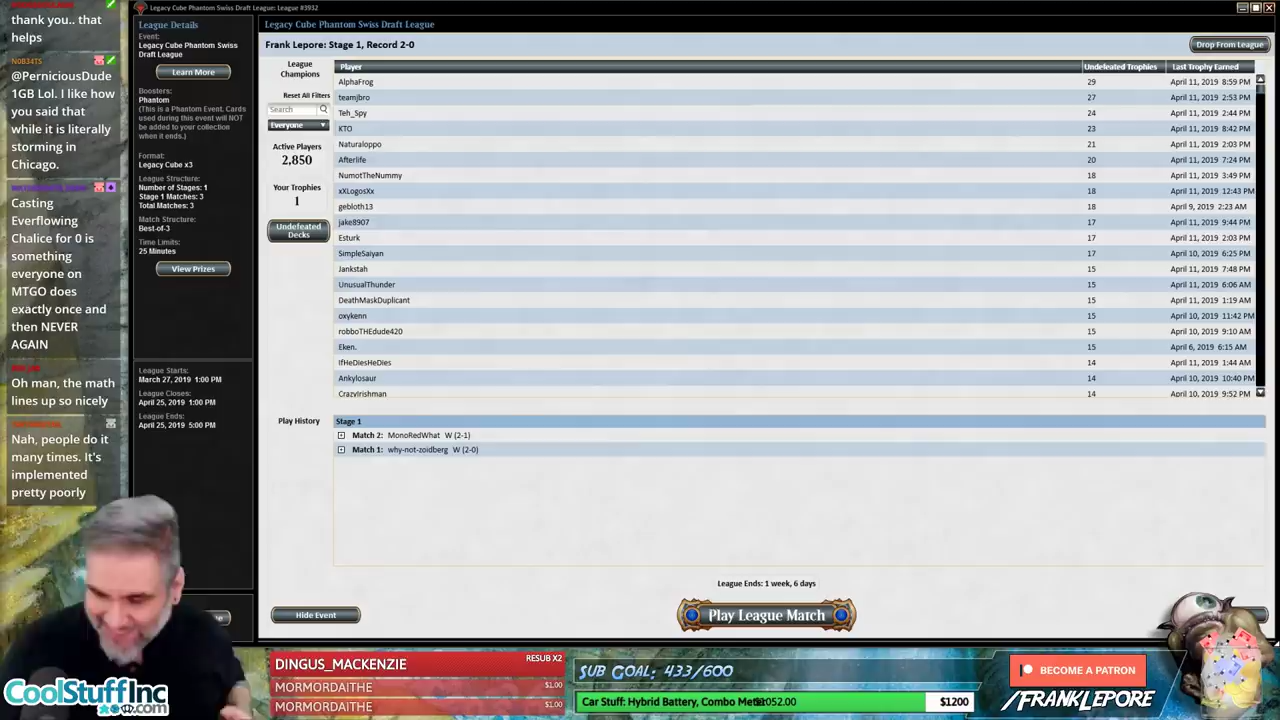 thank you.. that
helps
N0B34TS
@PerniciousDude
1GB Lol. I like how
you said that
while it is literally
storming in
Chicago.
Casting
Everflowing
Chalice for 0 is
something
everyone on
MTGO does
exactly once and
then NEVER
AGAIN
Oh man, the math
lines up so nicely
Nah, people do it
many times. It's
implemented
pretty poorly
Legacy Cube Phantom Swiss Draft League: League #3932
League Details
Event:
Legacy Cube Phantom Swiss
Draft League
Learn More
Boosters:
Phantom
(This is a Phantom Event. Cards
used during this event will NOT
be added to your collection
when it ends.)
Format:
Legacy Cube x3
League Structure:
Number of Stages: 1
Stage 1 Matches: 3
Total Matches: 3
Match Structure:
Best-of-3
Time Limits:
25 Minutes
View Prizes
League Starts:
March 27, 2019 1:00 PM
League Closes:
April 25, 2019 1:00 PM
League Ends:
April 25, 2019 5:00 PM
Legacy Cube Phantom Swiss Draft League
Frank Lepore: Stage 1, Record 2-0
Drop From League
League
Champions
Reset All Filters
Search
Everyone
Active Players
2,850
Your Trophies
1
Undefeated
Decks
Player Undefeated Trophies Last Trophy Earned
AlphaFrog 29 April 11, 2019 8:59 PM
teamjbro 27 April 11, 2019 2:53 PM
Teh_Spy 24 April 11, 2019 2:44 PM
KTO 23 April 11, 2019 8:42 PM
Naturaloppo 21 April 11, 2019 2:03 PM
Afterlife 20 April 11, 2019 7:24 PM
NumotTheNummy 18 April 11, 2019 3:49 PM
xXLogosXx 18 April 11, 2019 12:43 PM
gebloth13 18 April 9, 2019 2:23 AM
jake8907 17 April 11, 2019 9:44 PM
Esturk 17 April 11, 2019 2:03 PM
SimpleSaiyan 17 April 10, 2019 6:25 PM
Jankstah 15 April 11, 2019 7:48 PM
UnusualThunder 15 April 11, 2019 6:06 AM
DeathMaskDuplicant 15 April 11, 2019 1:19 AM
oxykenn 15 April 10, 2019 11:42 PM
robboTHEdude420 15 April 10, 2019 9:10 AM
Eken. 15 April 6, 2019 6:15 AM
IfHeDiesHeDies 14 April 11, 2019 1:44 AM
Ankylosaur 14 April 10, 2019 10:40 PM
CrazyIrishman 14 April 10, 2019 9:52 PM
Play History
Stage 1
Match 2: MonoRedWhat W (2-1)
Match 1: why-not-zoidberg W (2-0)
League Ends: 1 week, 6 days
Hide Event
Play League Match
DINGUS_MACKENZIE RESUB X2
MORMORDAITHE $1.00
MORMORDAITHE $1.00
SUB GOAL: 433/600
Car Stuff: Hybrid Battery, Combo Meter $1200
BECOME A PATRON
/FRANKLEPORE
CoolStuffInc
.com